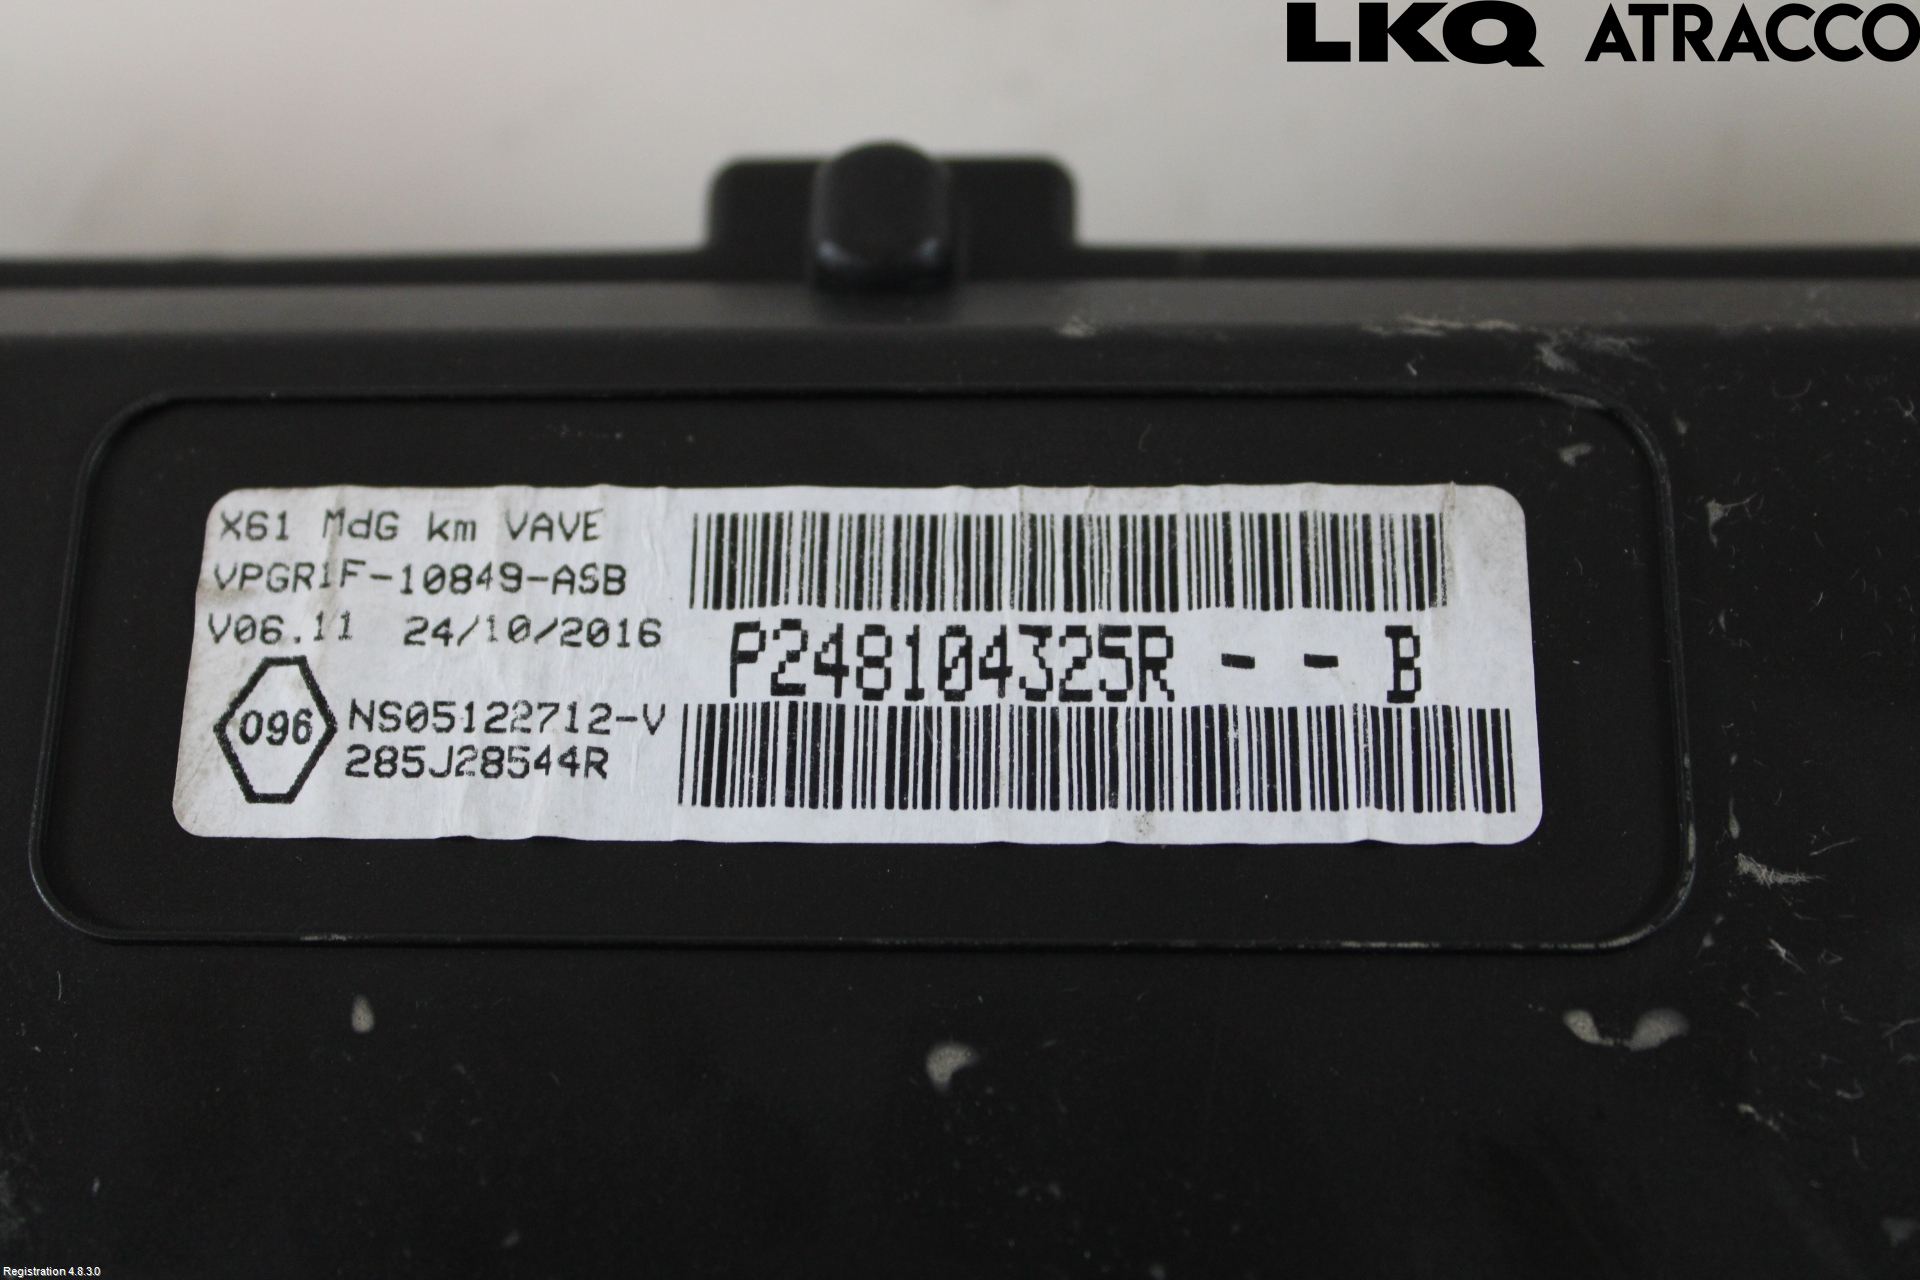 LKQ ATRACCO
X61 MdG km VAVE
VPGR1F-10849-ASB
V06.11 24/10/2016
096
NS05122712-V
285J28544R
P248104325R - - B
Registration 4.8.3.0